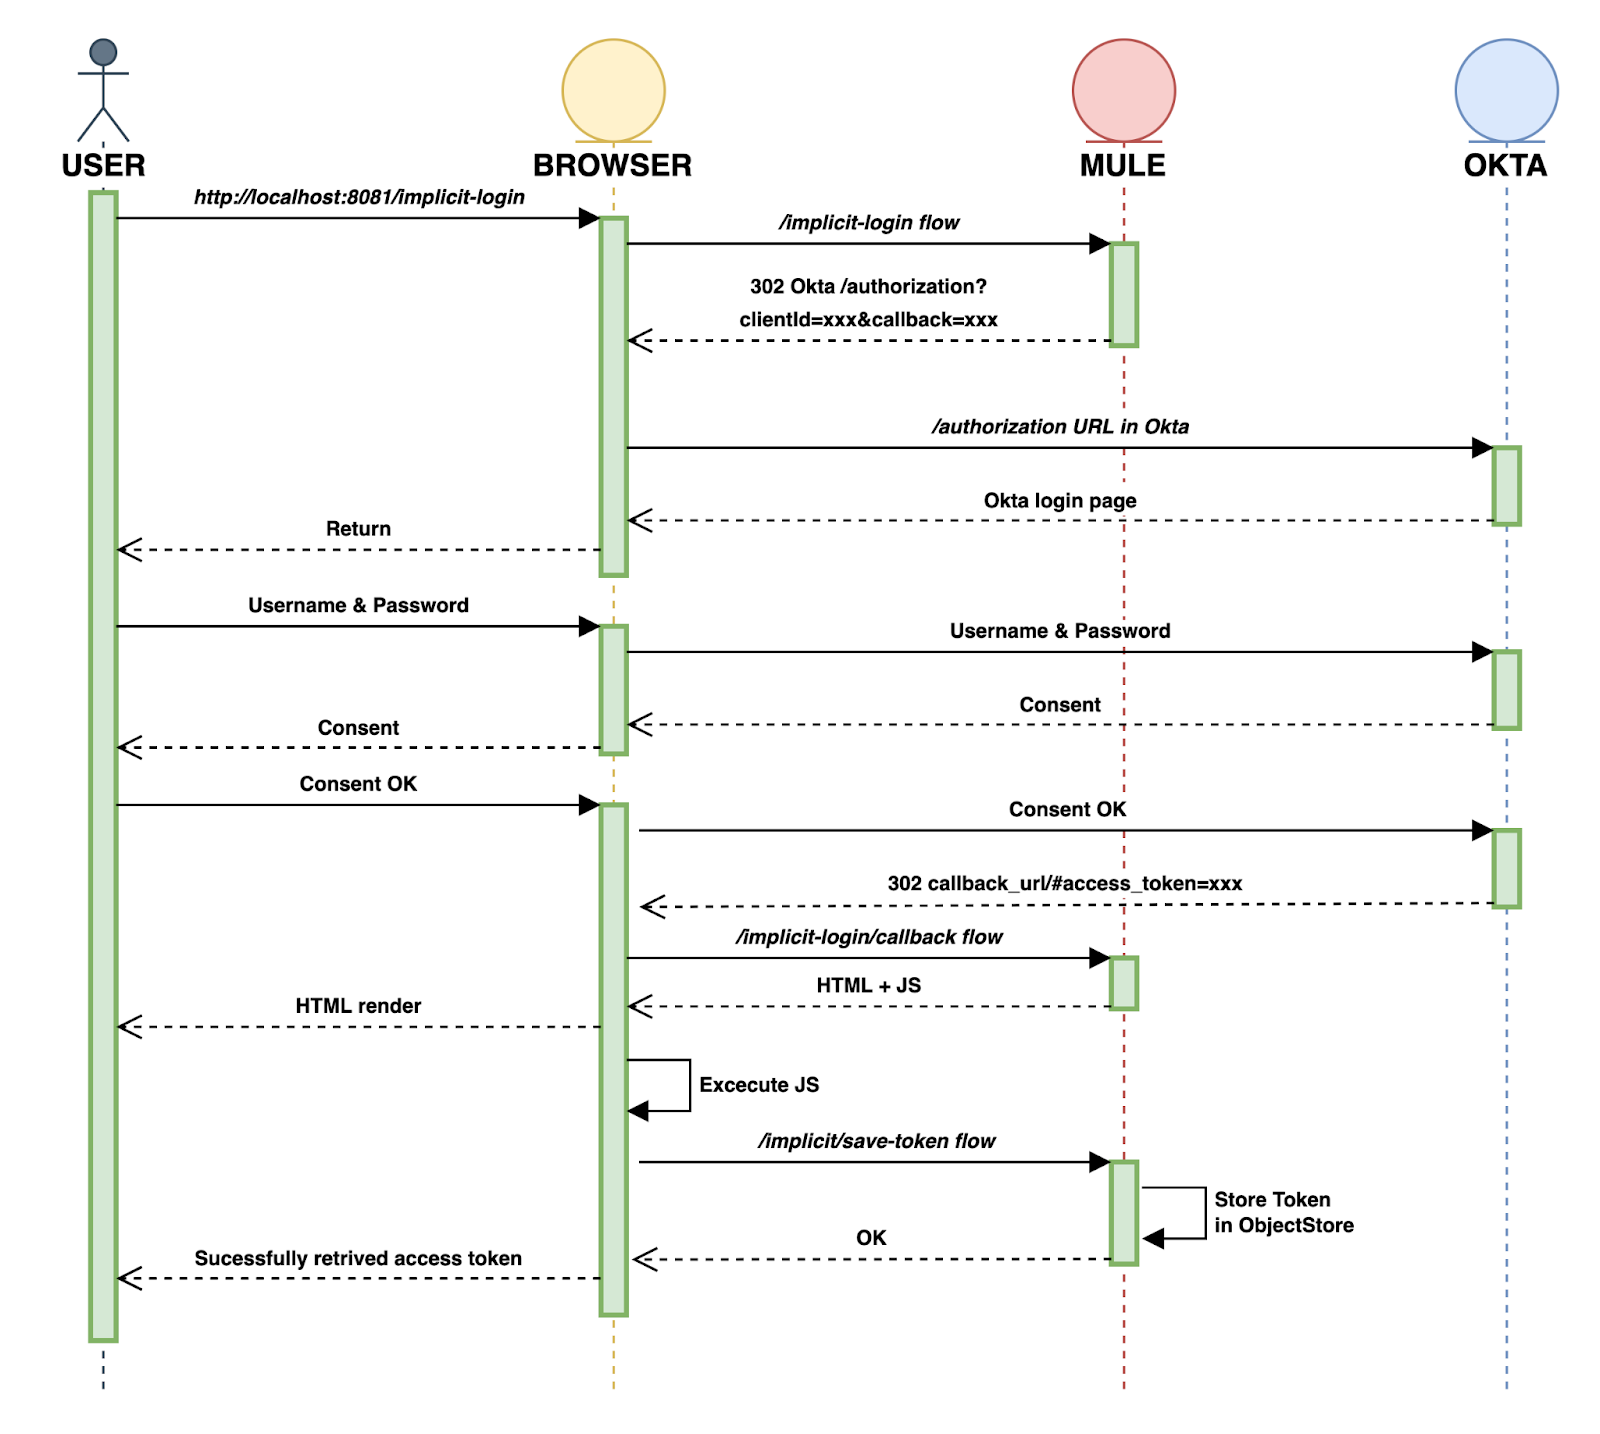 USER
BROWSER
MULE
OKTA
http://localhost:8081/implicit-login
/implicit-login flow
302 Okta /authorization?
clientId=xxx&callback=xxx
/authorization URL in Okta
Okta login page
Return
Username & Password
Username & Password
Consent
Consent
Consent OK
Consent OK
302 callback_url/#access_token=xxx
/implicit-login/callback flow
HTML + JS
HTML render
Excecute JS
/implicit/save-token flow
Store Token
in ObjectStore
OK
Sucessfully retrived access token